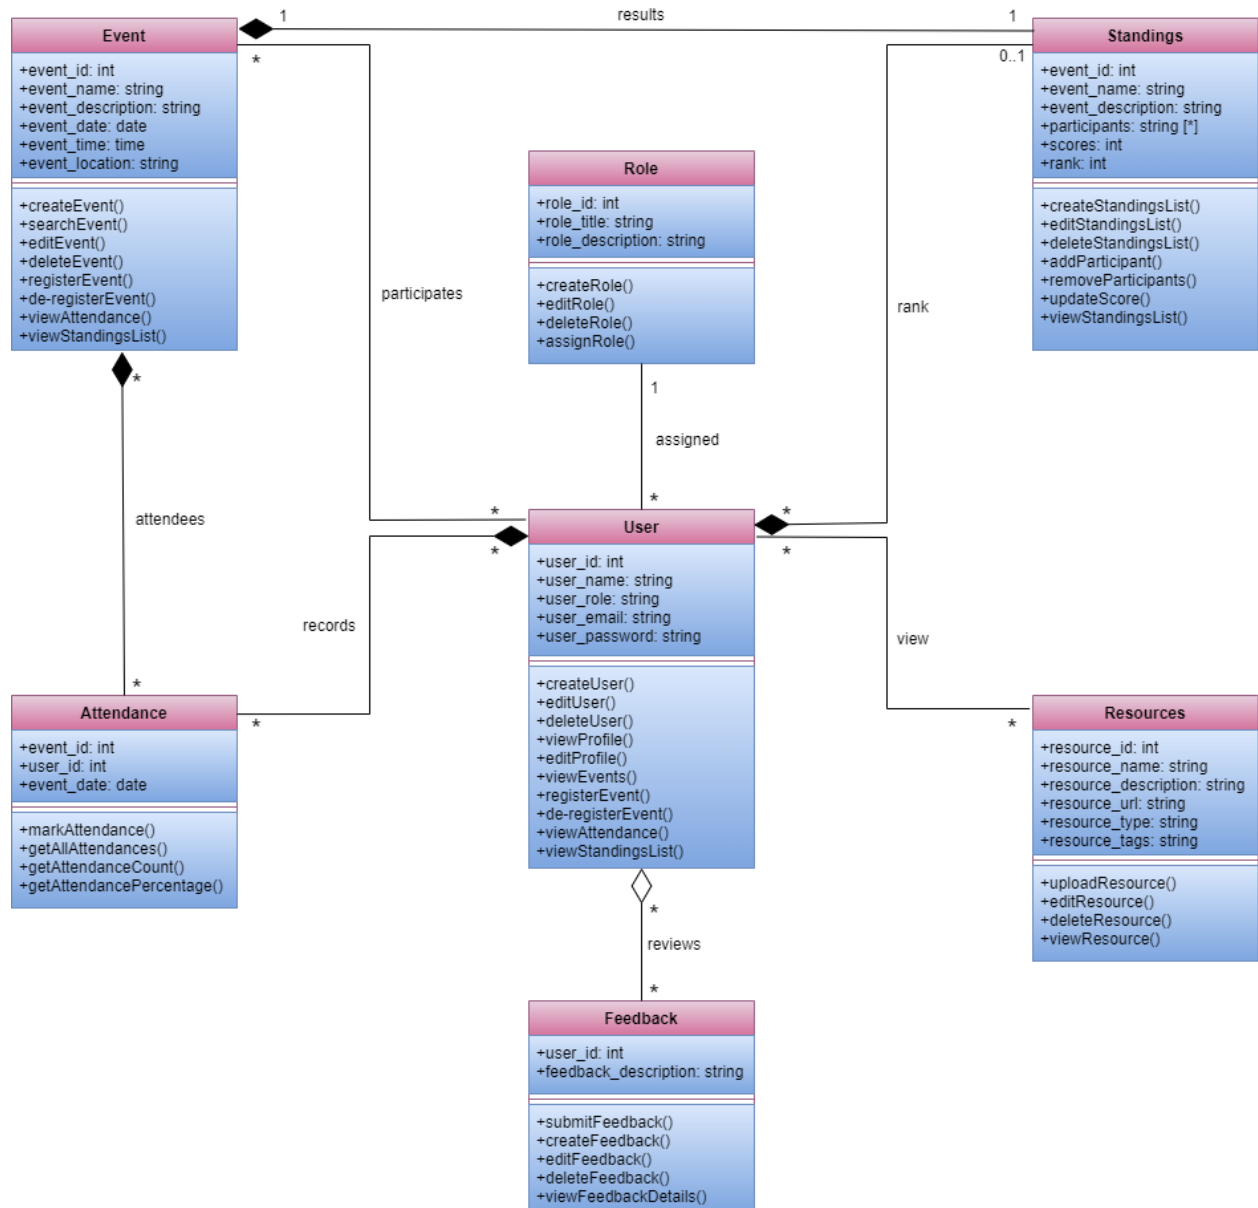 Event
+event_id: int
+event_name: string
+event_description: string
+event_date: date
+event_time: time
+event_location: string
+createEvent()
+searchEvent()
+editEvent()
+deleteEvent()
+registerEvent()
+de-registerEvent()
+viewAttendance()
+viewStandingsList()
1
results
1
*
0..1
Standings
+event_id: int
+event_name: string
+event_description: string
+participants: string [*]
+scores: int
+rank: int
+createStandingsList()
+editStandingsList()
+deleteStandingsList()
+addParticipant()
+removeParticipants()
+updateScore()
+viewStandingsList()
Role
+role_id: int
+role_title: string
+role_description: string
+createRole()
+editRole()
+deleteRole()
+assignRole()
participates
rank
*
1
assigned
*
attendees
*
*
*
*
User
+user_id: int
+user_name: string
+user_role: string
+user_email: string
+user_password: string
+createUser()
+editUser()
+deleteUser()
+viewProfile()
+editProfile()
+viewEvents()
+registerEvent()
+de-registerEvent()
+viewAttendance()
+viewStandingsList()
records
view
*
*
*
Attendance
+event_id: int
+user_id: int
+event_date: date
+markAttendance()
+getAllAttendances()
+getAttendanceCount()
+getAttendancePercentage()
Resources
+resource_id: int
+resource_name: string
+resource_description: string
+resource_url: string
+resource_type: string
+resource_tags: string
+uploadResource()
+editResource()
+deleteResource()
+viewResource()
*
reviews
*
Feedback
+user_id: int
+feedback_description: string
+submitFeedback()
+createFeedback()
+editFeedback()
+deleteFeedback()
+viewFeedbackDetails()